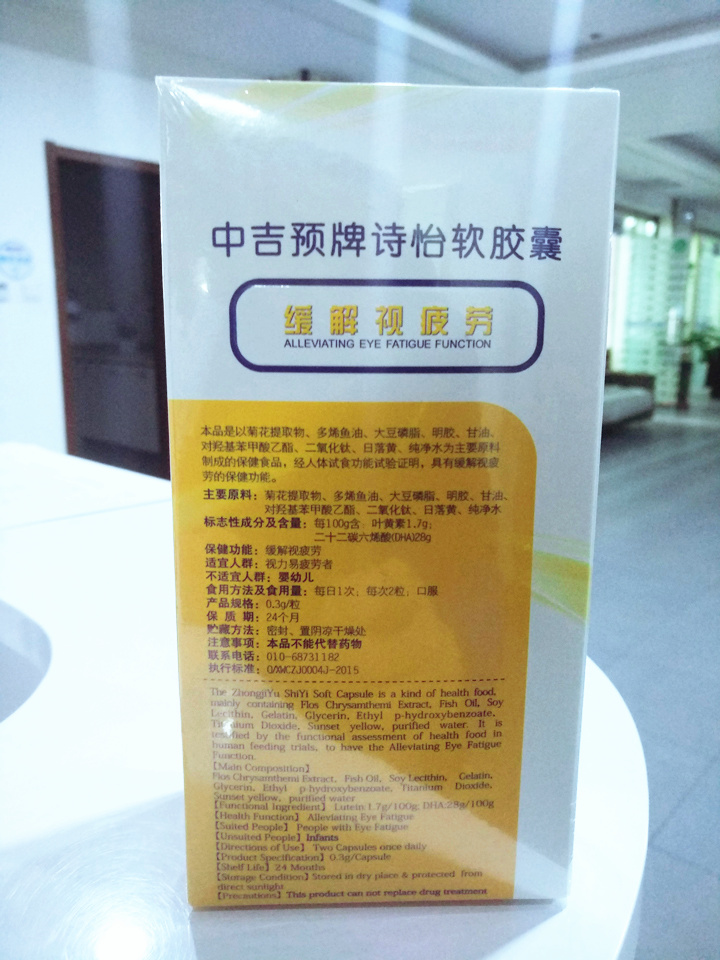 中吉预牌诗怡软胶囊
缓解视疲劳
ALLEVIATING EYE FATIGUE FUNCTION
本品是以菊花提取物、多烯鱼油、大豆磷脂、明胶、甘油、
对羟基苯甲酸乙酯、二氧化钛、日落黄、纯净水为主要原料
制成的保健食品，经人体试食功能试验证明，具有缓解视疲
劳的保健功能。
主要原料：菊花提取物、多烯鱼油、大豆磷脂、明胶、甘油、
对羟基苯甲酸乙酯、二氧化钛、日落黄、纯净水
标志性成分及含量：每100g含：叶黄素1.7g;
二十二碳六烯酸(DHA)28g
保健功能：缓解视疲劳
适宜人群：视力易疲劳者
不适宜人群：婴幼儿
食用方法及食用量：每日1次，每次2粒，口服
产品规格：0.3g/粒
保 质 期：24个月
贮藏方法：密封、置阴凉干燥处
注意事项：本品不能代替药物
联系电话：010-68731182
执行标准：Q/XWCZJ0004J-2015
The ZhongjiYu ShiYi Soft Capsule is a kind of health food,
mainly containing Flos Chrysanthemi Extract, Fish Oil, Soy
Lecithin, Gelatin, Glycerin, Ethyl p-hydroxybenzoate,
Titanium Dioxide, Sunset yellow, purified water. It is
testified by the functional assessment of health food in
human feeding trials, to have the Alleviating Eye Fatigue
Function.
【Main Composition】
Flos Chrysanthemi Extract, Fish Oil, Soy Lecithin, Gelatin,
Glycerin, Ethyl p-hydroxybenzoate, Titanium Dioxide,
Sunset yellow, purified water
【Functional Ingredient】 Lutein 1.7g/100g; DHA:28g/100g
【Health Function】 Alleviating Eye Fatigue
【Suited People】 People with Eye Fatigue
【Unsuited People】 Infants
【Directions of Use】 Two Capsules once daily
【Product Specification】 0.3g/Capsule
【Shelf Life】 24 Months
【Storage Condition】 Stored in dry place & protected from
direct sunlight
【Precautions】 This product can not replace drug treatment